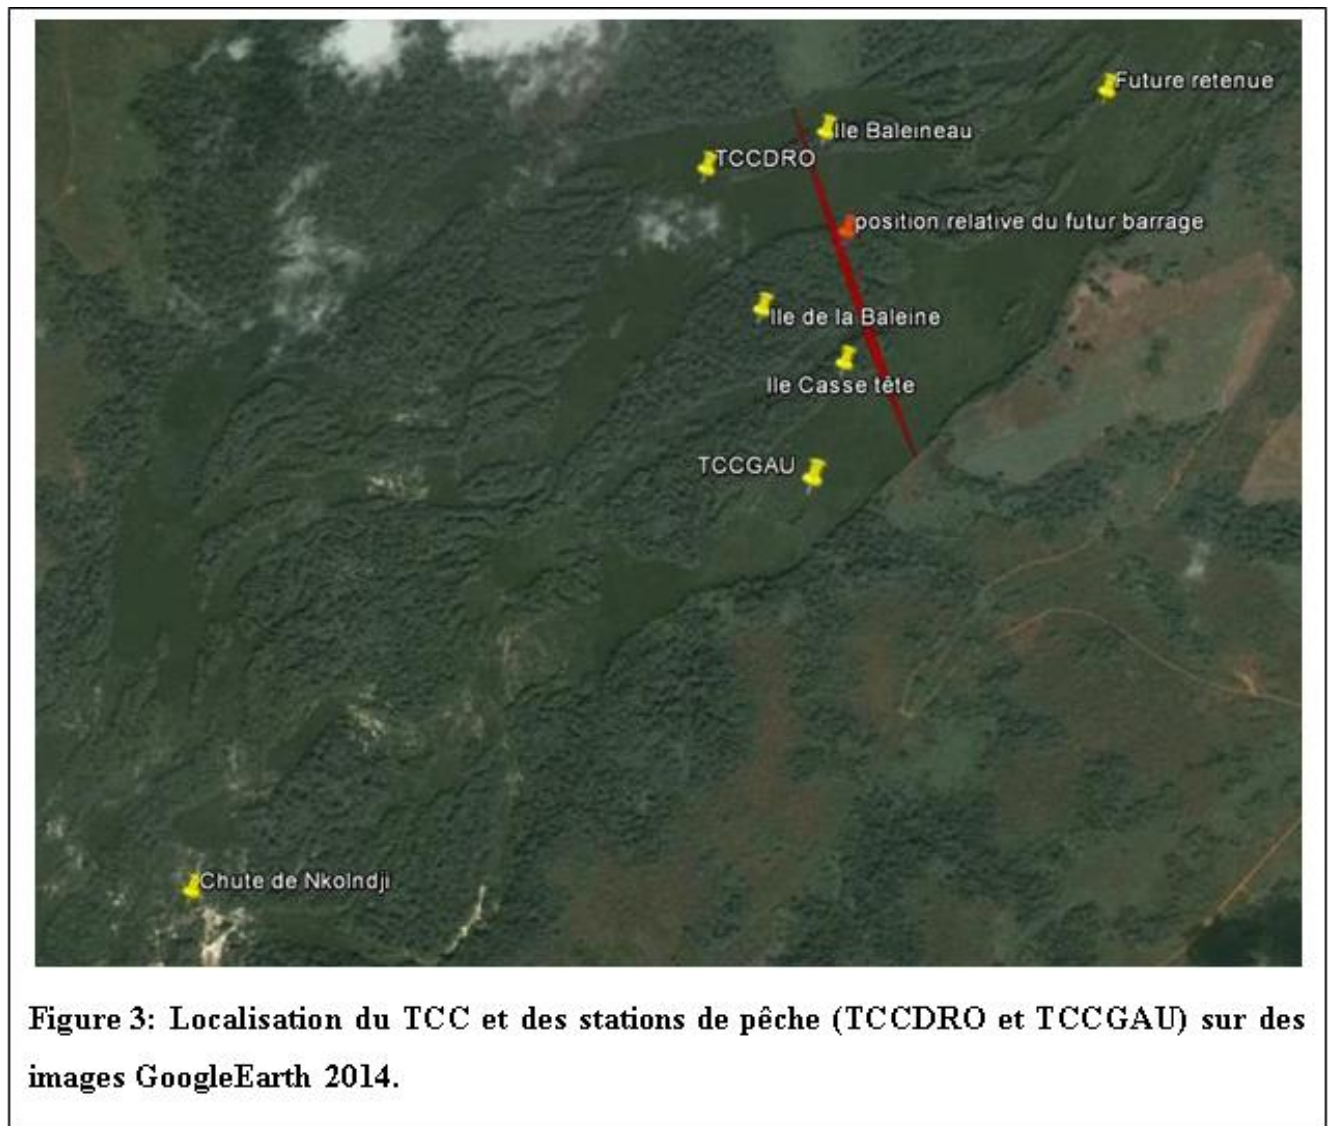 Future retenue
Ile Baleineau
TCCDRO
position relative du futur barrage
Ile de la Baleine
Ile Casse tête
TCCGAU
Chute de Nkolndji
Figure 3: Localisation du TCC et des stations de pêche (TCCDRO et TCCGAU) sur des
images GoogleEarth 2014.